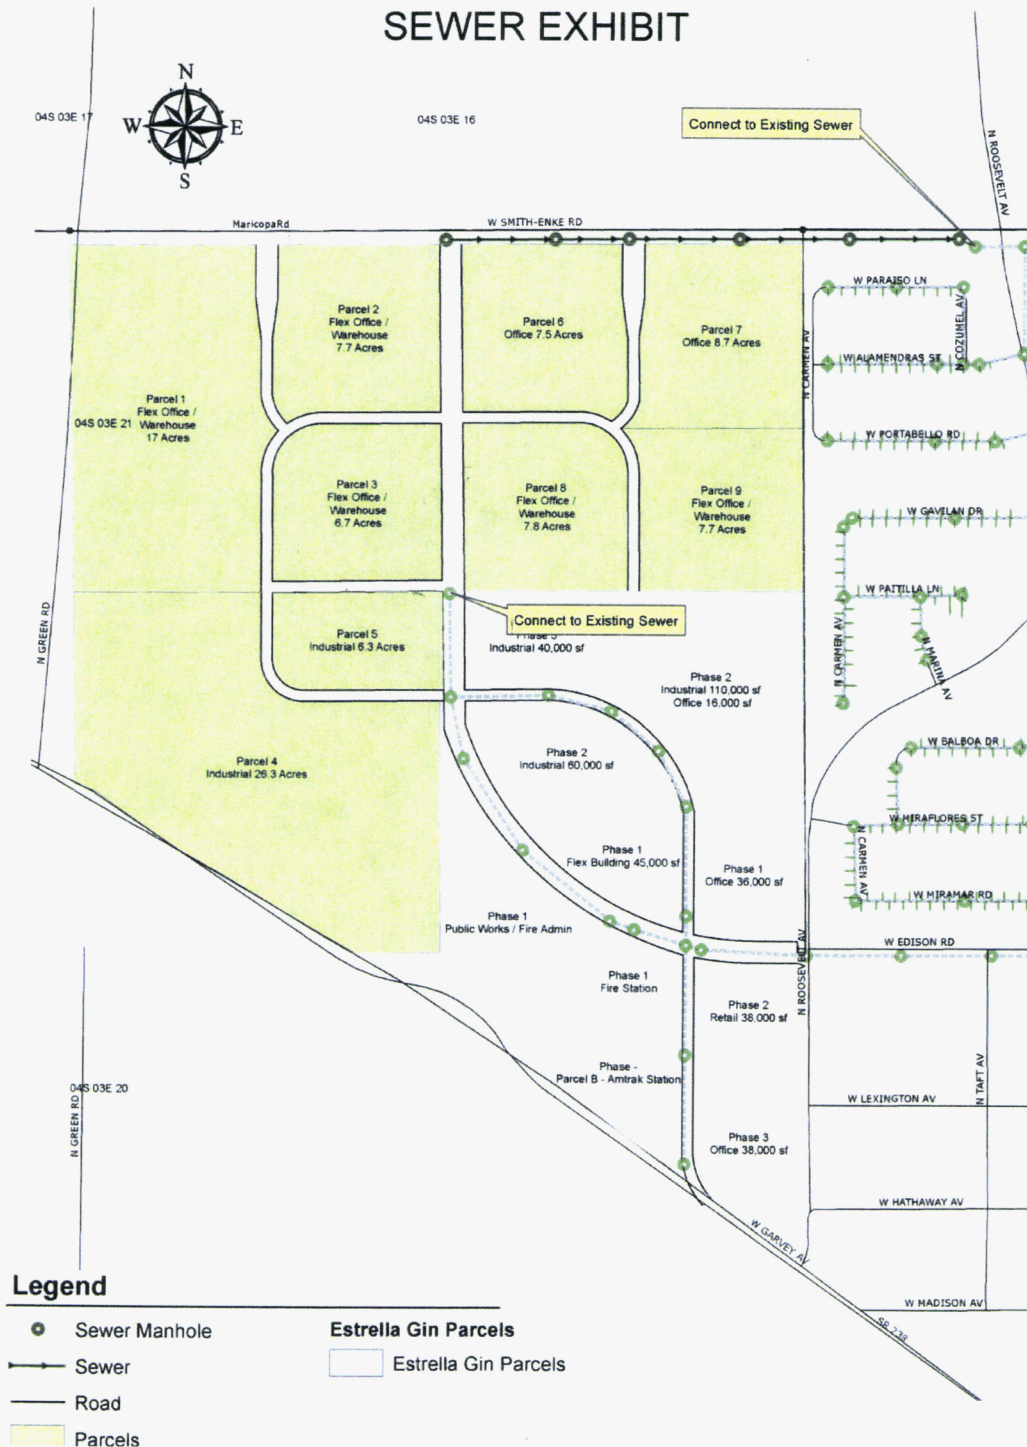 SEWER EXHIBIT
N
W
E
S
04S 03E 17
04S 03E 16
Connect to Existing Sewer
N ROOSEVELT AV
MaricopaRd
W SMITH-ENKE RD
W PARAISO LN
N COZUMEL AV
Parcel 2
Flex Office /
Warehouse
7.7 Acres
Parcel 6
Office 7.5 Acres
Parcel 7
Office 8.7 Acres
N CARMEN AV
W ALAMENDRAS ST
Parcel 1
Flex Office /
Warehouse
17 Acres
04S 03E 21
W PORTABELLO RD
Parcel 3
Flex Office /
Warehouse
6.7 Acres
Parcel 8
Flex Office /
Warehouse
7.8 Acres
Parcel 9
Flex Office /
Warehouse
7.7 Acres
W GAVILAN DR
W PATTILLA LN
N GREEN RD
Parcel 5
Industrial 6.3 Acres
Connect to Existing Sewer
Phase 3
Industrial 40,000 sf
N CARMEN AV
N MARINA AV
Phase 2
Industrial 110,000 sf
Office 16,000 sf
W BALBOA DR
Parcel 4
Industrial 26.3 Acres
Phase 2
Industrial 60,000 sf
W MIRAFLORES ST
N CARMEN AV
Phase 1
Flex Building 45,000 sf
Phase 1
Office 36,000 sf
W MIRAMAR RD
Phase 1
Public Works / Fire Admin
W EDISON RD
N ROOSEVELT AV
Phase 1
Fire Station
Phase 2
Retail 38,000 sf
Phase -
Parcel B - Amtrak Station
N TAFT AV
04S 03E 20
N GREEN RD
W LEXINGTON AV
Phase 3
Office 38,000 sf
W HATHAWAY AV
W GARVEY AV
W MADISON AV
SR 238
Legend
Sewer Manhole
Sewer
Road
Parcels
Estrella Gin Parcels
Estrella Gin Parcels